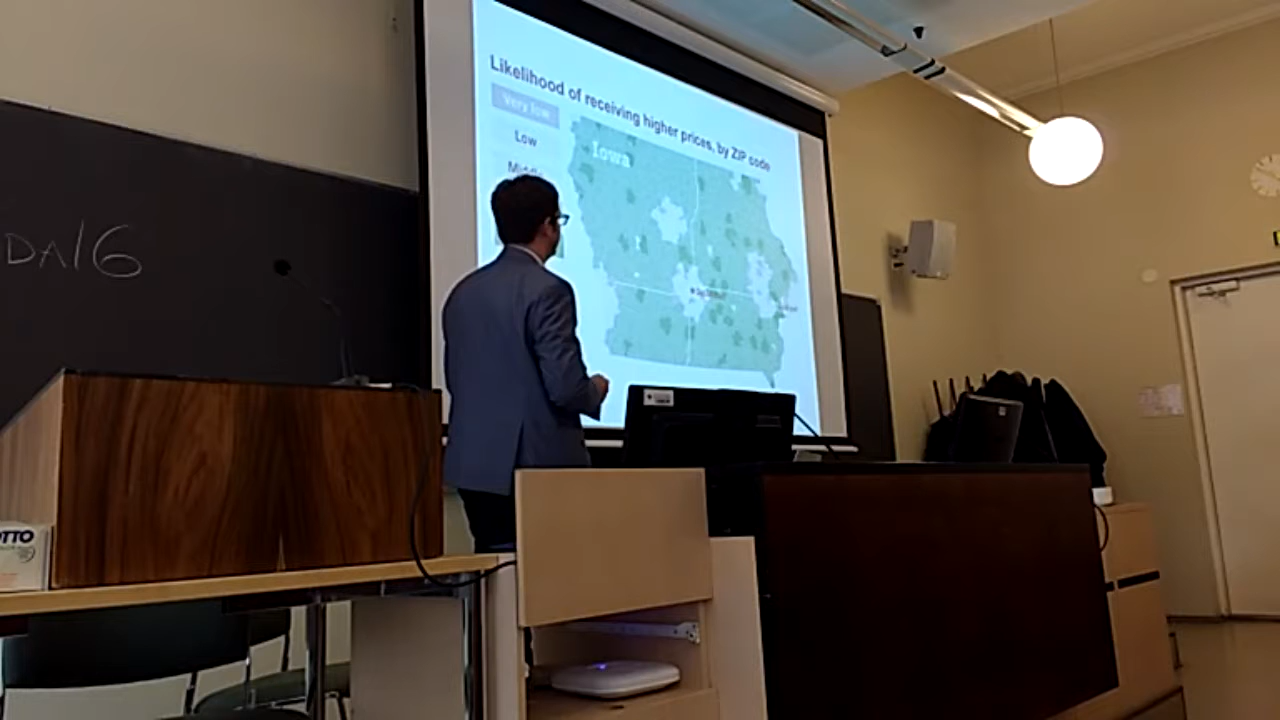 Likelihood of receiving higher prices, by ZIP code
Very low
Low
Iowa
DA16
OTTO